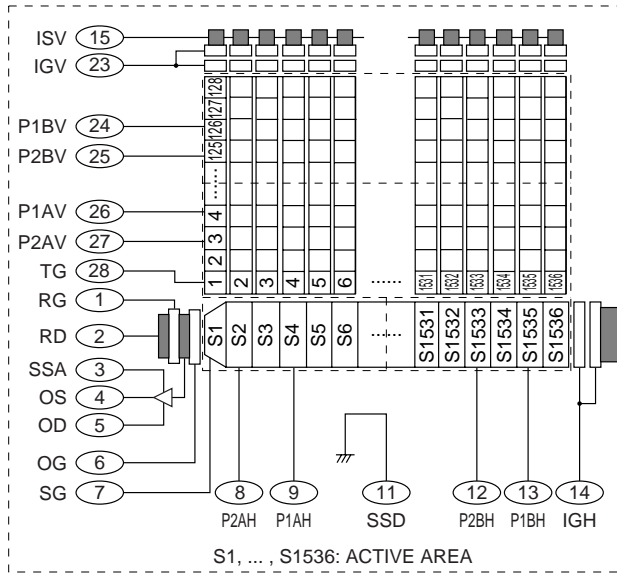 ISV 15
IGV 23
P1BV 24
P2BV 25
P1AV 26
P2AV 27
TG 28
RG 1
RD 2
SSA 3
OS 4
OD 5
OG 6
SG 7
128
127
126
125
......
4
3
2
1 2 3 4 5 6 ...... 1531 1532 1533 1534 1535 1536
S1 S2 S3 S4 S5 S6 ...... S1531 S1532 S1533 S1534 S1535 S1536
8 9 11 12 13 14
P2AH P1AH SSD P2BH P1BH IGH
S1, ... , S1536: ACTIVE AREA